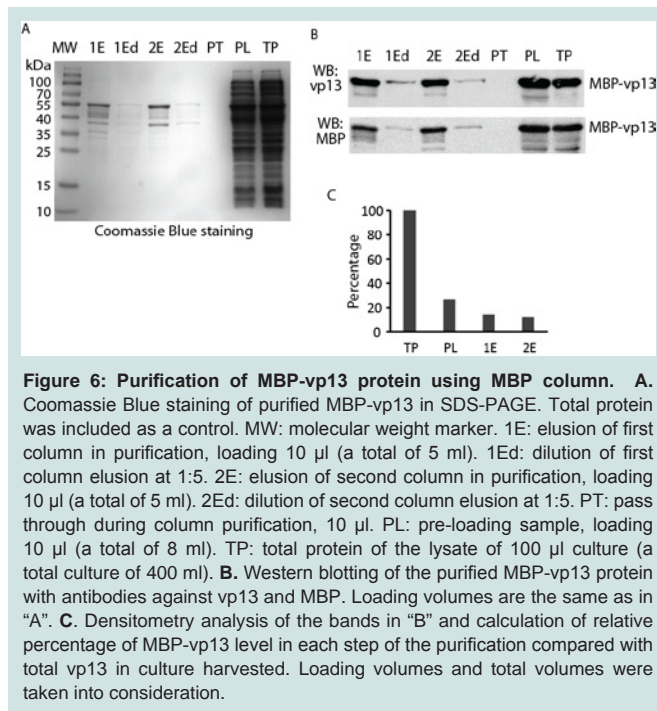 A
MW 1E 1Ed 2E 2Ed PT PL TP
kDa
100
70
55
40
35
25
15
10
Coomassie Blue staining
B
1E 1Ed 2E 2Ed PT PL TP
WB:
vp13
MBP-vp13
WB:
MBP
MBP-vp13
C
Percentage
100
80
60
40
20
0
TP PL 1E 2E
Figure 6: Purification of MBP-vp13 protein using MBP column. A.
Coomassie Blue staining of purified MBP-vp13 in SDS-PAGE. Total protein
was included as a control. MW: molecular weight marker. 1E: elusion of first
column in purification, loading 10 µl (a total of 5 ml). 1Ed: dilution of first
column elusion at 1:5. 2E: elusion of second column in purification, loading
10 µl (a total of 5 ml). 2Ed: dilution of second column elusion at 1:5. PT: pass
through during column purification, 10 µl. PL: pre-loading sample, loading
10 µl (a total of 8 ml). TP: total protein of the lysate of 100 µl culture (a
total culture of 400 ml). B. Western blotting of the purified MBP-vp13 protein
with antibodies against vp13 and MBP. Loading volumes are the same as in
“A”. C. Densitometry analysis of the bands in “B” and calculation of relative
percentage of MBP-vp13 level in each step of the purification compared with
total vp13 in culture harvested. Loading volumes and total volumes were
taken into consideration.